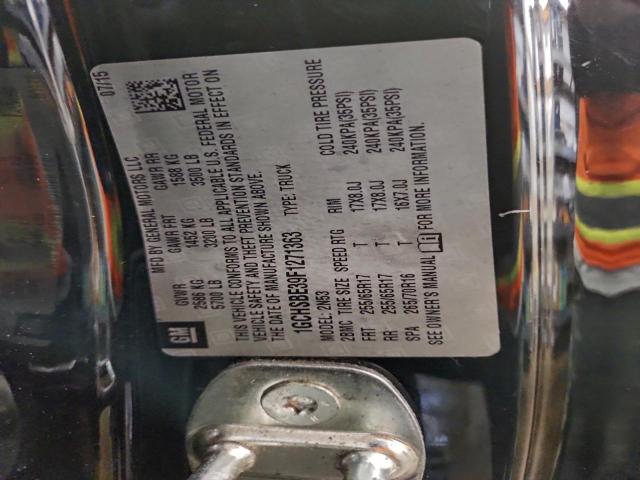 GM
MFD BY GENERAL MOTORS LLC 07/15
GVWR GAWR FRT GAWR RR
2586 KG 1452 KG 1588 KG
5700 LB 3200 LB 3500 LB
THIS VEHICLE CONFORMS TO ALL APPLICABLE U.S. FEDERAL MOTOR
VEHICLE SAFETY AND THEFT PREVENTION STANDARDS IN EFFECT ON
THE DATE OF MANUFACTURE SHOWN ABOVE.
1GCHSBE39F1271363 TYPE: TRUCK
MODEL: 2N53
2BMC TIRE SIZE SPEED RTG RIM COLD TIRE PRESSURE
FRT 255/65R17 T 17X8.0J 240KPA(35PSI)
RR 255/65R17 T 17X8.0J 240KPA(35PSI)
SPA 265/70R16 T 16X7.0J 240KPA(35PSI)
SEE OWNER'S MANUAL i FOR MORE INFORMATION.